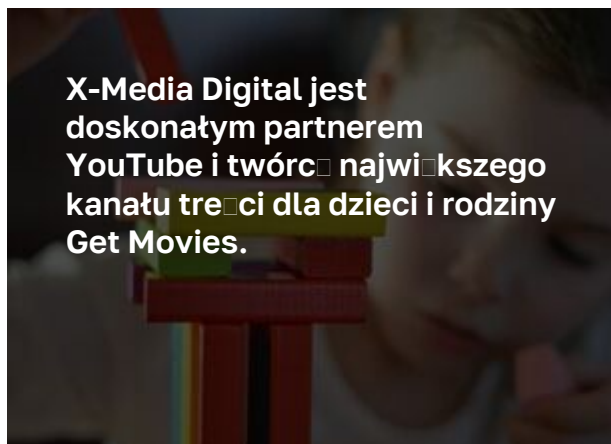 X-Media Digital jest
doskonałym partnerem
YouTube i twórc□ najwi□kszego
kanału tre□ci dla dzieci i rodziny
Get Movies.